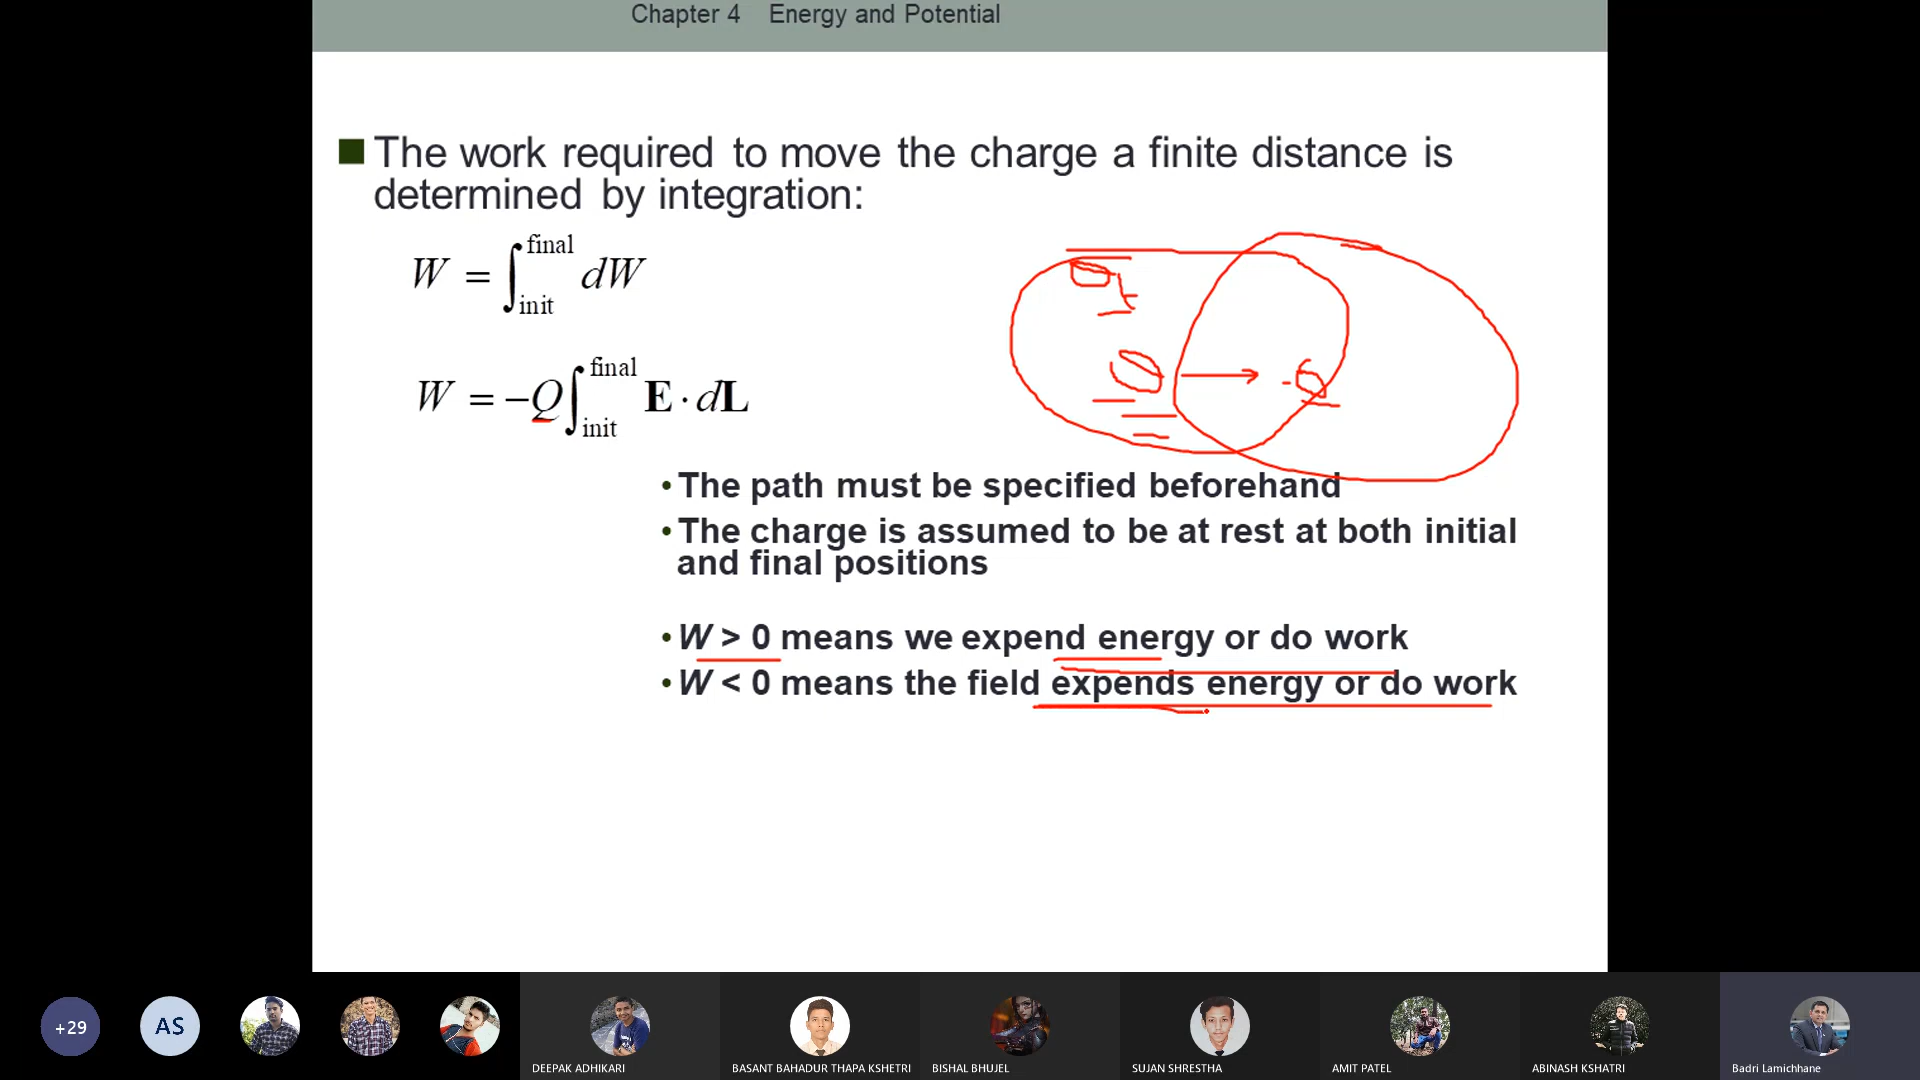 Chapter 4 Energy and Potential
The work required to move the charge a finite distance is
determined by integration:
W = ∫ init final dW
W = −Q ∫ init final E · dL
• The path must be specified beforehand
• The charge is assumed to be at rest at both initial
and final positions
• W > 0 means we expend energy or do work
• W < 0 means the field expends energy or do work
+29
AS
DEEPAK ADHIKARI
BASANT BAHADUR THAPA KSHETRI
BISHAL BHUJEL
SUJAN SHRESTHA
AMIT PATEL
ABINASH KSHATRI
Badri Lamichhane